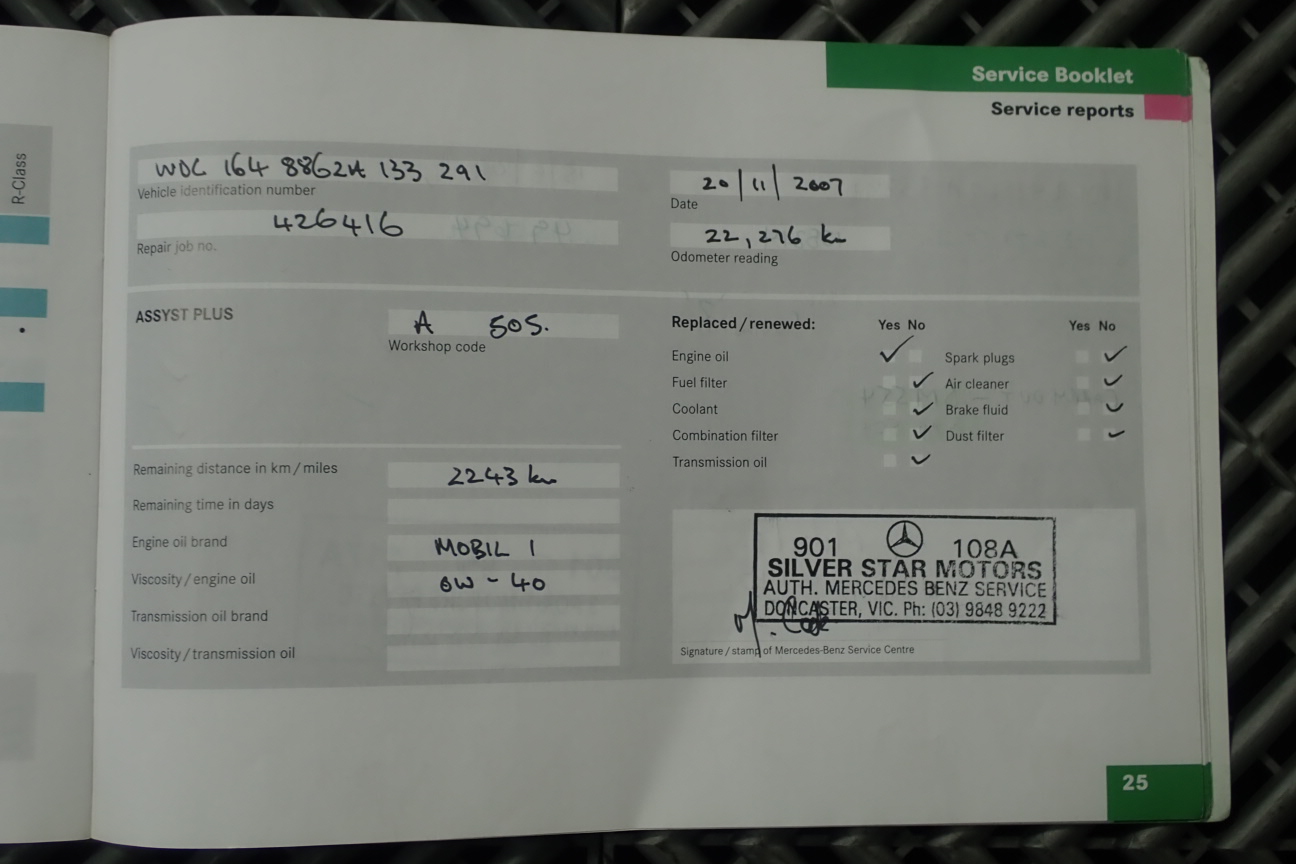 R-Class
Service Booklet
Service reports
WDC 164 8862A 133 291
Vehicle identification number
20/11/2007
Date
426416
Repair job no.
22,276 km
Odometer reading
ASSYST PLUS
A 505.
Workshop code
Replaced/renewed: Yes No Yes No
Engine oil Spark plugs
Fuel filter Air cleaner
Coolant Brake fluid
Combination filter Dust filter
Transmission oil
Remaining distance in km/miles 2243 km
Remaining time in days
Engine oil brand MOBIL 1
Viscosity/engine oil 0W-40
Transmission oil brand
Viscosity/transmission oil
901 108A
SILVER STAR MOTORS
AUTH. MERCEDES BENZ SERVICE
DONCASTER, VIC. Ph: (03) 9848 9222
Signature/stamp of Mercedes-Benz Service Centre
25